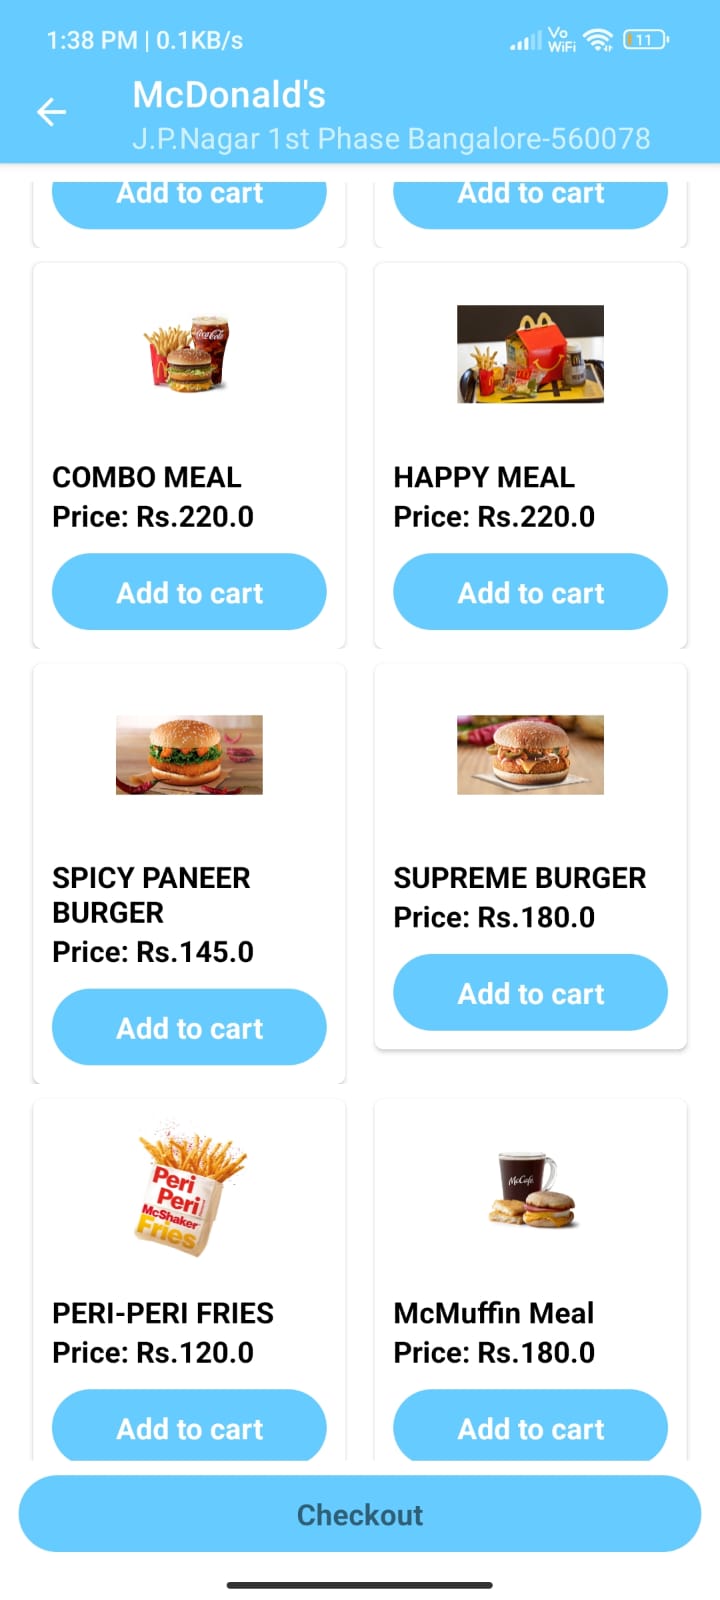 1:38 PM | 0.1KB/s
Vo
WiFi
11
McDonald's
J.P.Nagar 1st Phase Bangalore-560078
Add to cart
Add to cart
Coca-Cola
COMBO MEAL
Price: Rs.220.0
Add to cart
HAPPY MEAL
Price: Rs.220.0
Add to cart
SPICY PANEER
BURGER
Price: Rs.145.0
Add to cart
SUPREME BURGER
Price: Rs.180.0
Add to cart
Peri
Peri
McShaker
Fries
PERI-PERI FRIES
Price: Rs.120.0
Add to cart
McCafe
McMuffin Meal
Price: Rs.180.0
Add to cart
Checkout